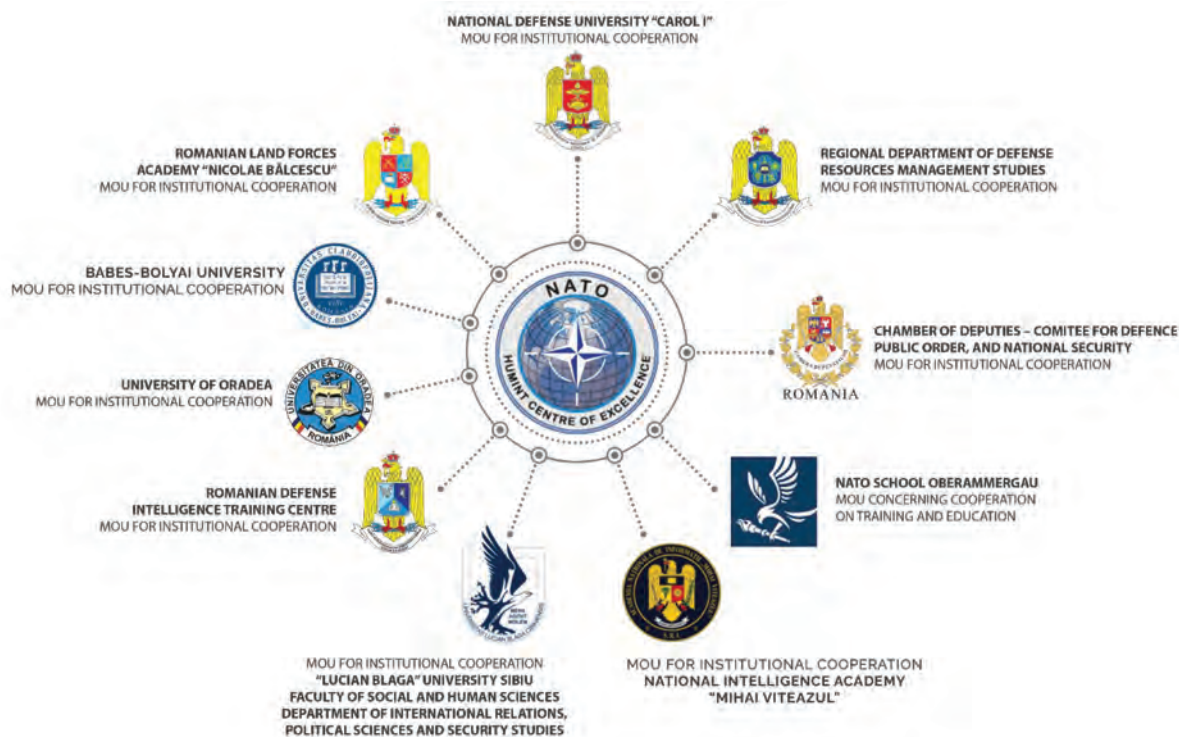 NATIONAL DEFENSE UNIVERSITY "CAROL I"
MOU FOR INSTITUTIONAL COOPERATION
ROMANIAN LAND FORCES
ACADEMY "NICOLAE BĂLCESCU"
MOU FOR INSTITUTIONAL COOPERATION
REGIONAL DEPARTMENT OF DEFENSE
RESOURCES MANAGEMENT STUDIES
MOU FOR INSTITUTIONAL COOPERATION
BABES-BOLYAI UNIVERSITY
MOU FOR INSTITUTIONAL COOPERATION
UNIVERSITAS CLAUDIOPOLITANA
BABEȘ-BOLYAI
NATO
HUMINT CENTRE OF EXCELLENCE
CHAMBER OF DEPUTIES – COMITEE FOR DEFENCE
PUBLIC ORDER, AND NATIONAL SECURITY
MOU FOR INSTITUTIONAL COOPERATION
ROMANIA
UNIVERSITY OF ORADEA
MOU FOR INSTITUTIONAL COOPERATION
UNIVERSITATEA DIN ORADEA
ROMÂNIA
ROMANIAN DEFENSE
INTELLIGENCE TRAINING CENTRE
MOU FOR INSTITUTIONAL COOPERATION
NATO SCHOOL OBERAMMERGAU
MOU CONCERNING COOPERATION
ON TRAINING AND EDUCATION
MOU FOR INSTITUTIONAL COOPERATION
"LUCIAN BLAGA" UNIVERSITY SIBIU
FACULTY OF SOCIAL AND HUMAN SCIENCES
DEPARTMENT OF INTERNATIONAL RELATIONS,
POLITICAL SCIENCES AND SECURITY STUDIES
MOU FOR INSTITUTIONAL COOPERATION
NATIONAL INTELLIGENCE ACADEMY
"MIHAI VITEAZUL"